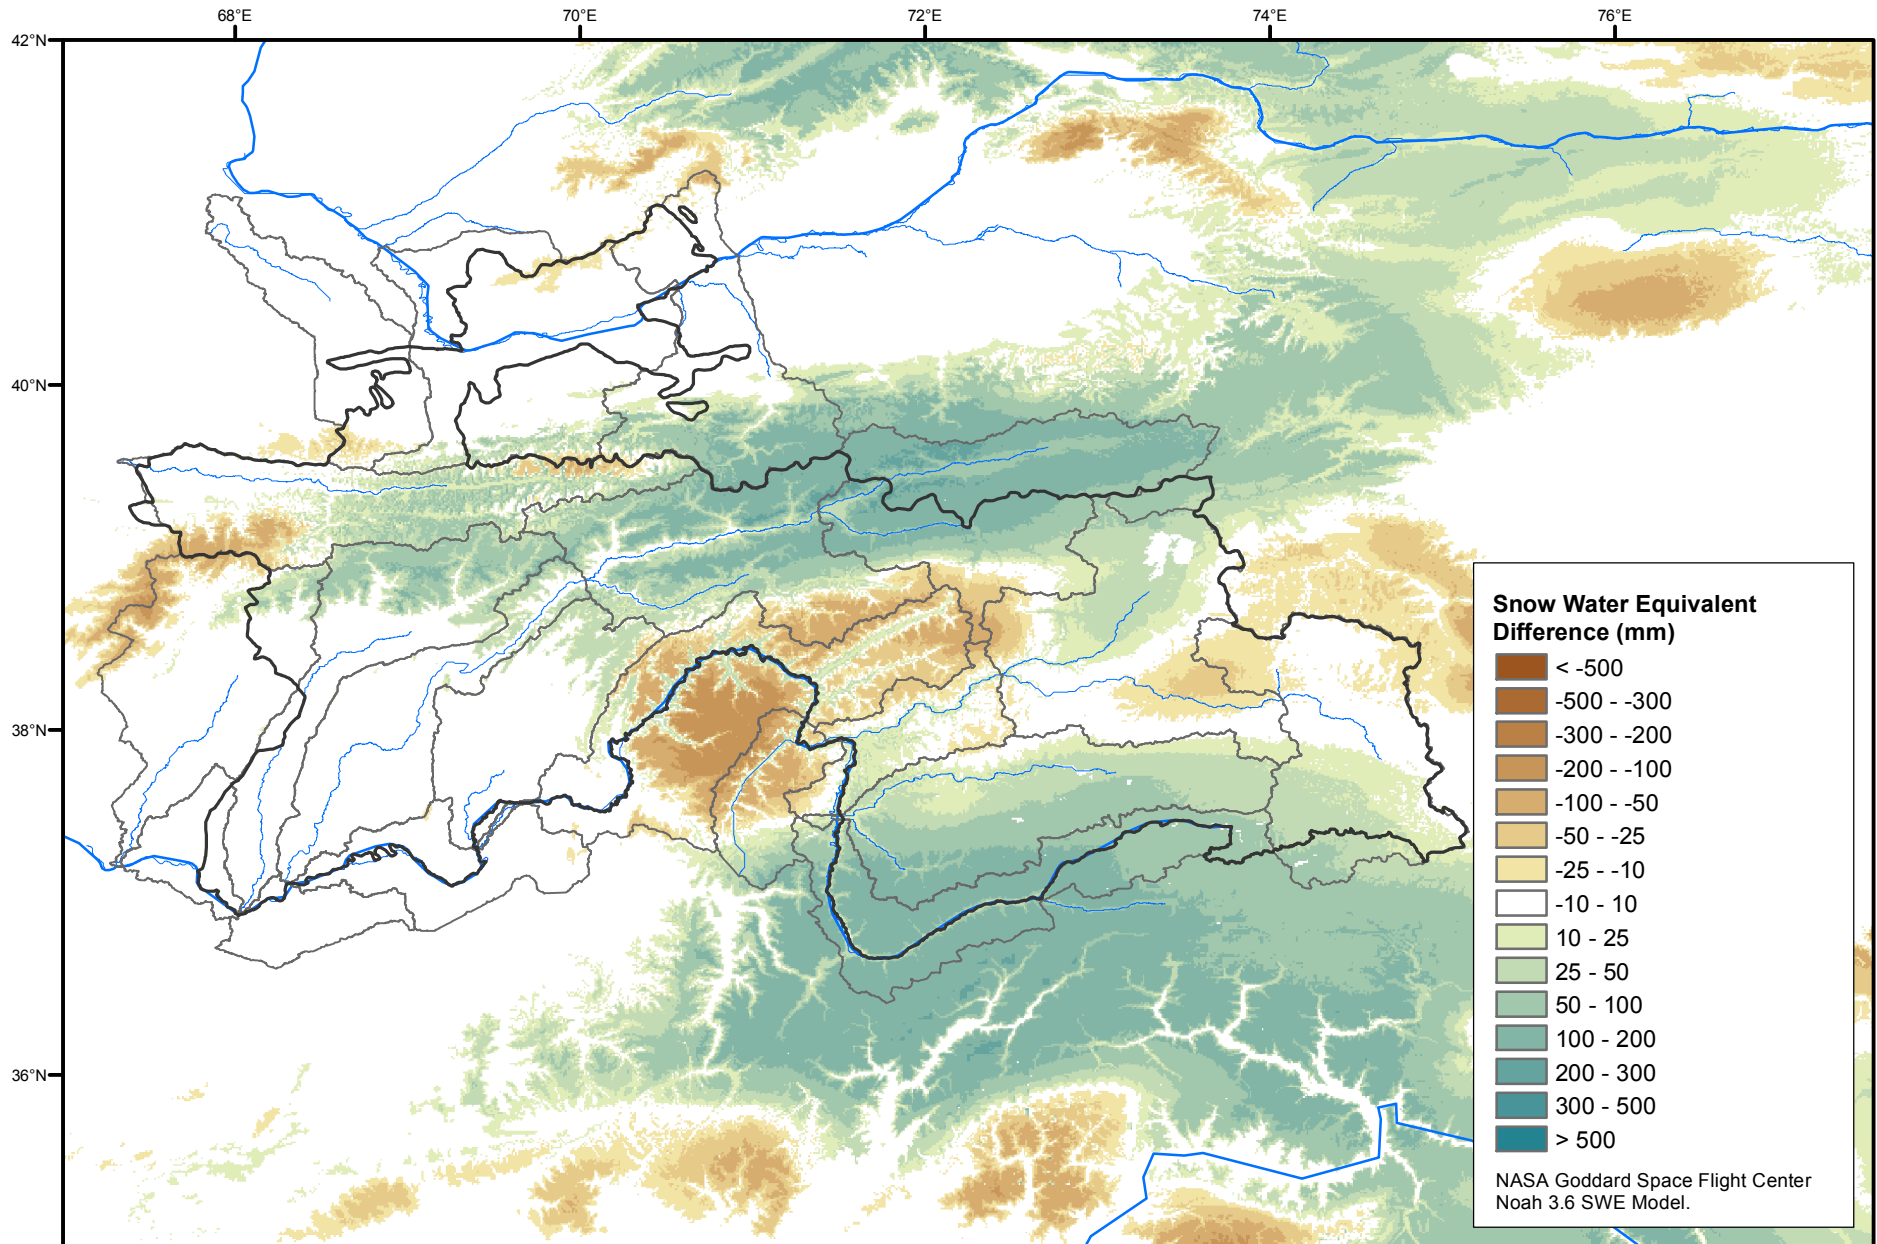 68°E 70°E 72°E 74°E 76°E
42°N
40°N
38°N
36°N
Snow Water Equivalent
Difference (mm)
< -500
-500 - -300
-300 - -200
-200 - -100
-100 - -50
-50 - -25
-25 - -10
-10 - 10
10 - 25
25 - 50
50 - 100
100 - 200
200 - 300
300 - 500
> 500
NASA Goddard Space Flight Center
Noah 3.6 SWE Model.